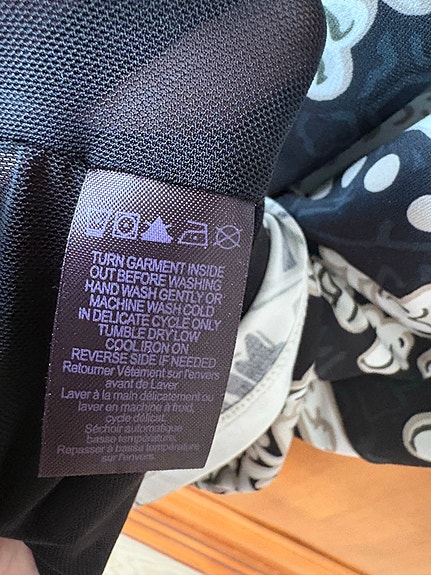 TURN GARMENT INSIDE
OUT BEFORE WASHING
HAND WASH GENTLY OR
MACHINE WASH COLD
IN DELICATE CYCLE ONLY
TUMBLE DRY LOW
COOL IRON ON
REVERSE SIDE IF NEEDED
Retourner Vêtement sur l'envers
avant de Laver
Laver à la main délicatement ou
laver en machine à froid,
cycle délicat.
Séchoir automatique
basse température.
Repasser à basse température
sur l'envers.